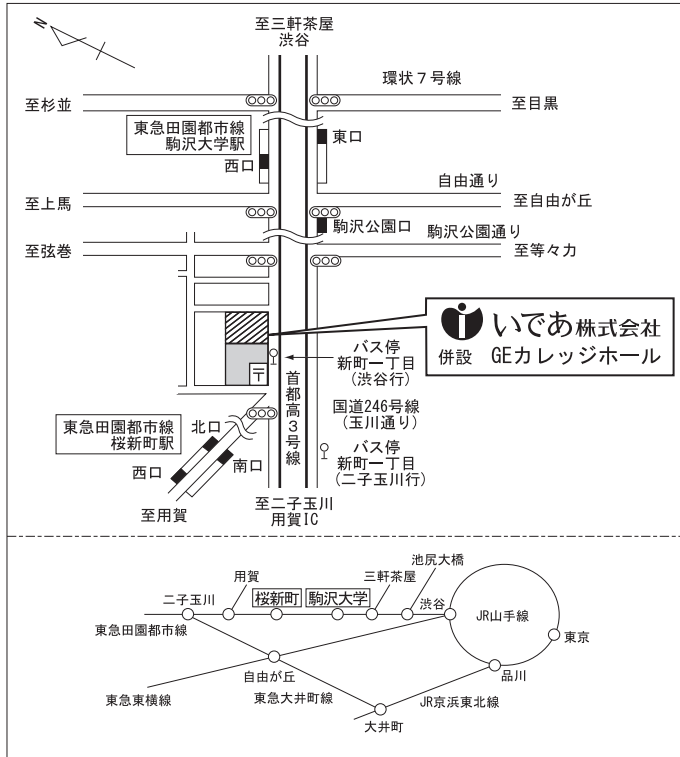 N
至三軒茶屋
渋谷
環状７号線
至杉並
至目黒
東急田園都市線
駒沢大学駅
東口
西口
自由通り
至上馬
至自由が丘
駒沢公園口
駒沢公園通り
至弦巻
至等々力
いであ株式会社
併設 GEカレッジホール
バス停
新町一丁目
(渋谷行)
〒
首都高３号線
国道246号線
(玉川通り)
東急田園都市線
桜新町駅
北口
西口
南口
バス停
新町一丁目
(二子玉川行)
至用賀
至二子玉川
用賀IC
池尻大橋
用賀
三軒茶屋
二子玉川
桜新町
駒沢大学
渋谷
JR山手線
東急田園都市線
東京
自由が丘
品川
東急東横線
東急大井町線
JR京浜東北線
大井町